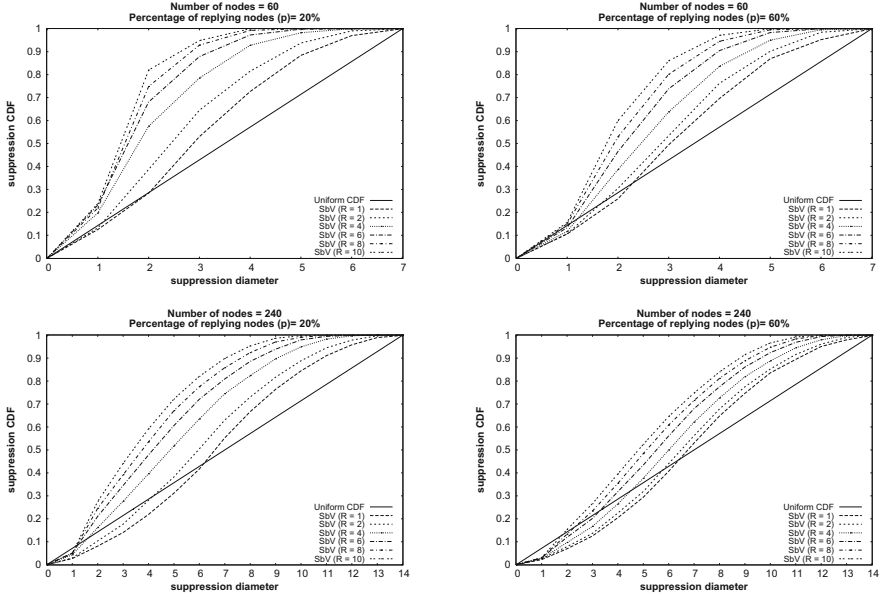 Number of nodes = 60
Percentage of replying nodes (p)= 20%
suppression CDF
1
0.9
0.8
0.7
0.6
0.5
0.4
0.3
0.2
0.1
0
Uniform CDF
SbV (R = 1)
SbV (R = 2)
SbV (R = 4)
SbV (R = 6)
SbV (R = 8)
SbV (R = 10)
0 1 2 3 4 5 6 7
suppression diameter
Number of nodes = 60
Percentage of replying nodes (p)= 60%
suppression CDF
1
0.9
0.8
0.7
0.6
0.5
0.4
0.3
0.2
0.1
0
Uniform CDF
SbV (R = 1)
SbV (R = 2)
SbV (R = 4)
SbV (R = 6)
SbV (R = 8)
SbV (R = 10)
0 1 2 3 4 5 6 7
suppression diameter
Number of nodes = 240
Percentage of replying nodes (p)= 20%
suppression CDF
1
0.9
0.8
0.7
0.6
0.5
0.4
0.3
0.2
0.1
0
Uniform CDF
SbV (R = 1)
SbV (R = 2)
SbV (R = 4)
SbV (R = 6)
SbV (R = 8)
SbV (R = 10)
0 1 2 3 4 5 6 7 8 9 10 11 12 13 14
suppression diameter
Number of nodes = 240
Percentage of replying nodes (p)= 60%
suppression CDF
1
0.9
0.8
0.7
0.6
0.5
0.4
0.3
0.2
0.1
0
Uniform CDF
SbV (R = 1)
SbV (R = 2)
SbV (R = 4)
SbV (R = 6)
SbV (R = 8)
SbV (R = 10)
0 1 2 3 4 5 6 7 8 9 10 11 12 13 14
suppression diameter